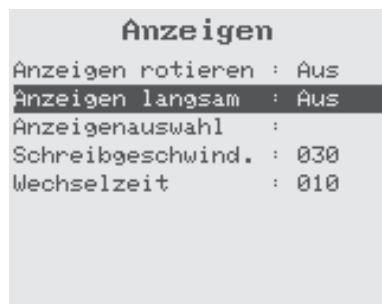 Anzeigen
Anzeigen rotieren : Aus
Anzeigen langsam : Aus
Anzeigenauswahl :
Schreibgeschwind. : 030
Wechselzeit : 010